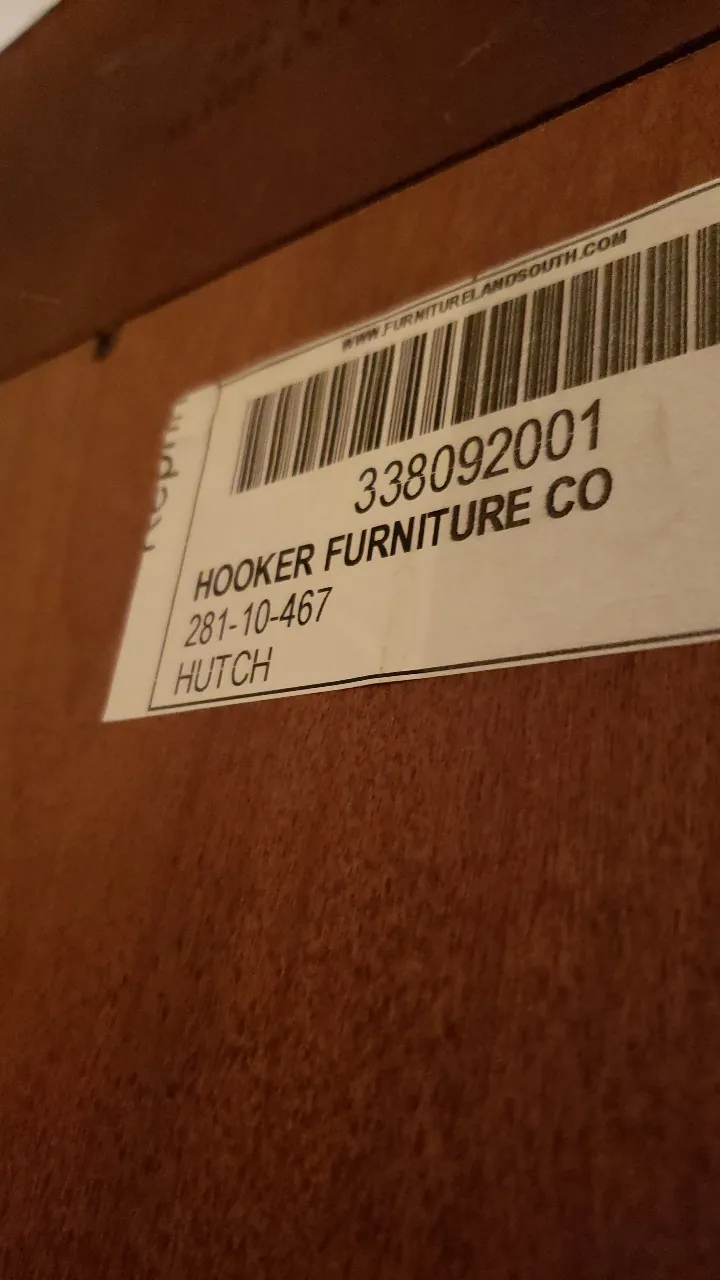 WWW.FURNITURELANDSOUTH.COM
338092001
HOOKER FURNITURE CO
281-10-467
HUTCH